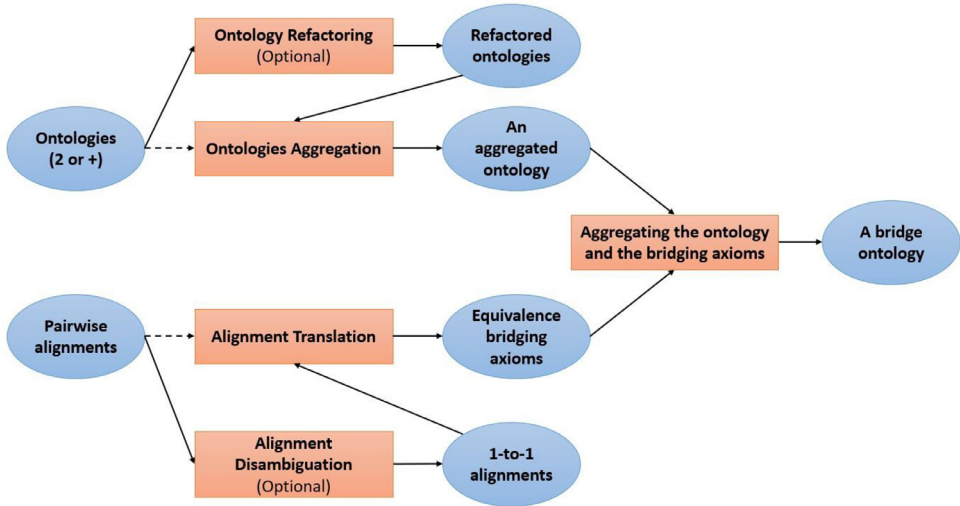 Ontology Refactoring
(Optional)
Refactored
ontologies
Ontologies
(2 or +)
Ontologies Aggregation
An
aggregated
ontology
Aggregating the ontology
and the bridging axioms
A bridge
ontology
Pairwise
alignments
Alignment Translation
Equivalence
bridging
axioms
Alignment
Disambiguation
(Optional)
1-to-1
alignments